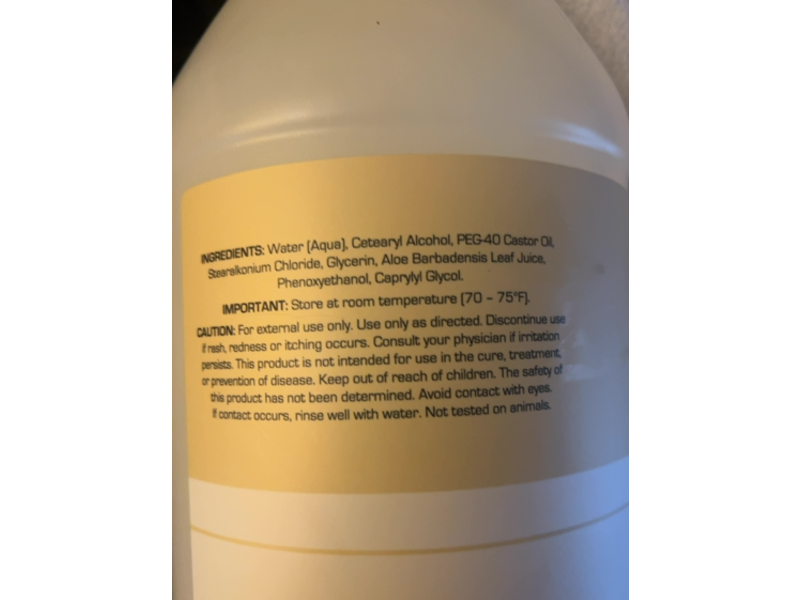 INGREDIENTS: Water (Aqua), Cetearyl Alcohol, PEG-40 Castor Oil,
Stearalkonium Chloride, Glycerin, Aloe Barbadensis Leaf Juice,
Phenoxyethanol, Caprylyl Glycol.
IMPORTANT: Store at room temperature (70 – 75°F).
CAUTION: For external use only. Use only as directed. Discontinue use
if rash, redness or itching occurs. Consult your physician if irritation
persists. This product is not intended for use in the cure, treatment,
or prevention of disease. Keep out of reach of children. The safety of
this product has not been determined. Avoid contact with eyes.
If contact occurs, rinse well with water. Not tested on animals.